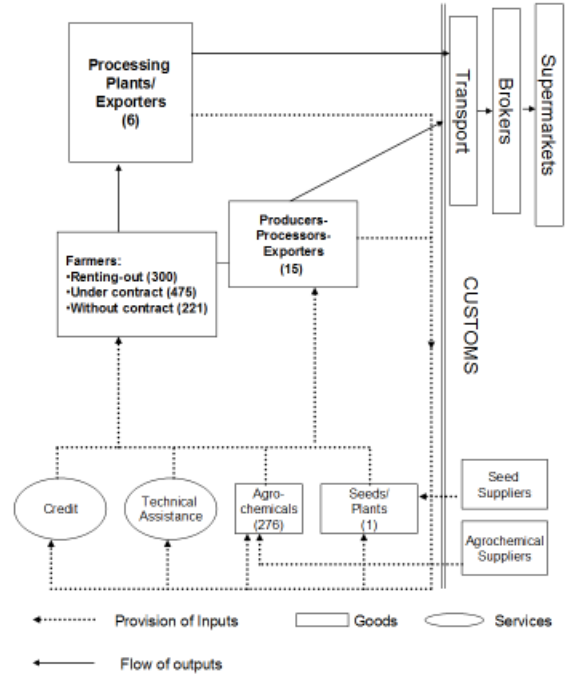 Processing
Plants/
Exporters
(6)
Transport
Brokers
Supermarkets
Producers-
Processors-
Exporters
(15)
Farmers:
•Renting-out (300)
•Under contract (475)
•Without contract (221)
CUSTOMS
Credit
Technical
Assistance
Agro-
chemicals
(276)
Seeds/
Plants
(1)
Seed
Suppliers
Agrochemical
Suppliers
Provision of Inputs
Goods
Services
Flow of outputs